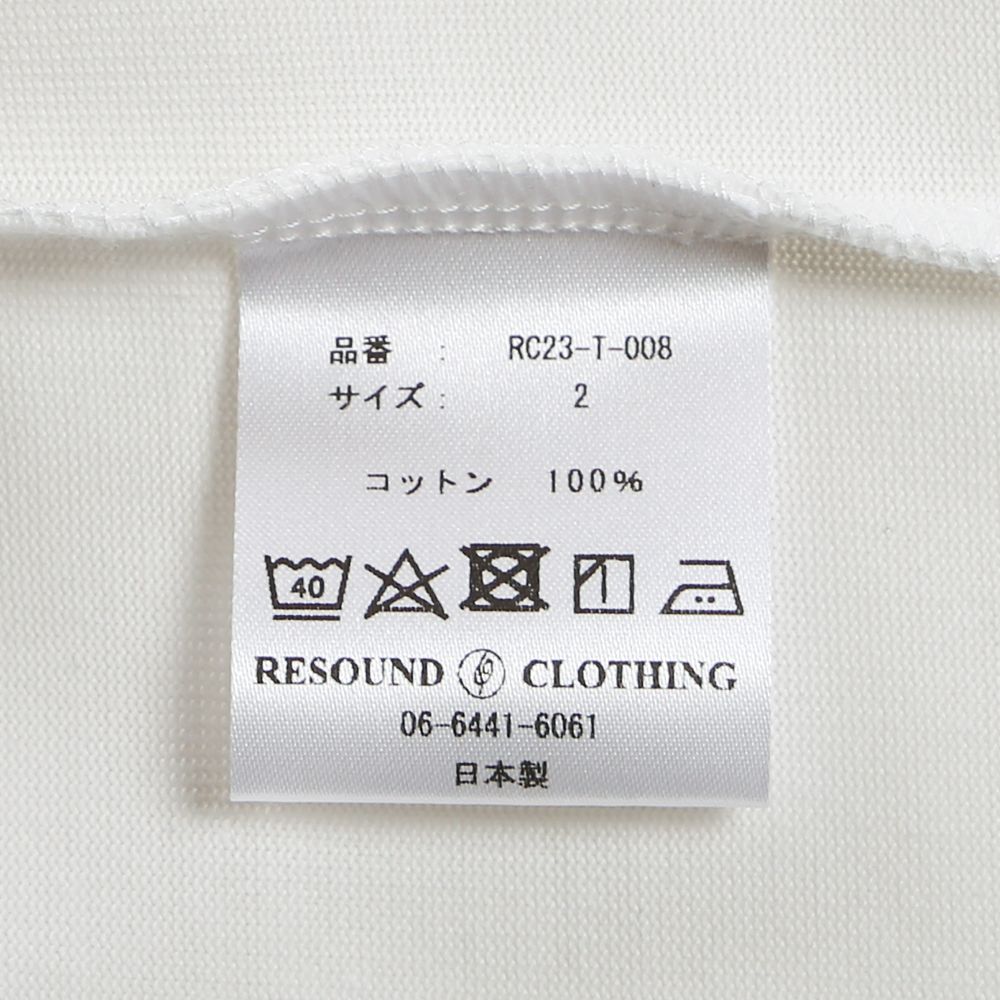 品番 : RC23-T-008
サイズ : 2
コットン 100%
40
RESOUND CLOTHING
06-6441-6061
日本製